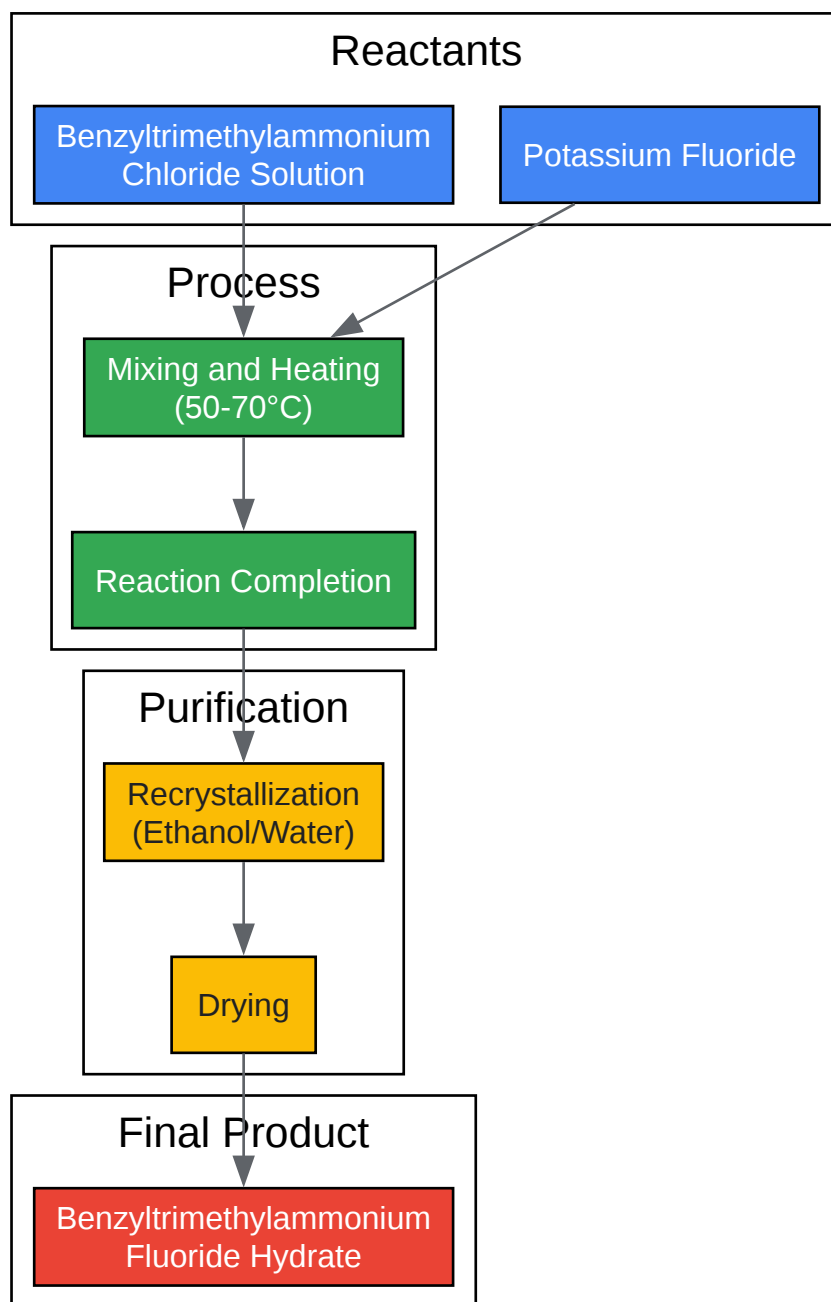 Reactants
Benzyltrimethylammonium
Chloride Solution
Potassium Fluoride
Process
Mixing and Heating
(50-70°C)
Reaction Completion
Purification
Recrystallization
(Ethanol/Water)
Drying
Final Product
Benzyltrimethylammonium
Fluoride Hydrate